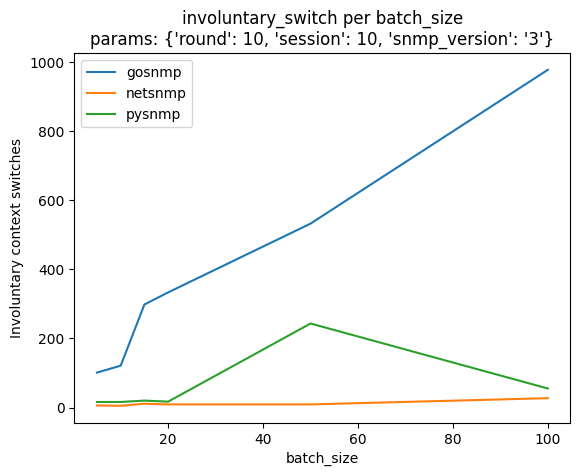 involuntary_switch per batch_size
params: {'round': 10, 'session': 10, 'snmp_version': '3'}
gosnmp
netsnmp
pysnmp
Involuntary context switches
1000
800
600
400
200
0
20
40
60
80
100
batch_size